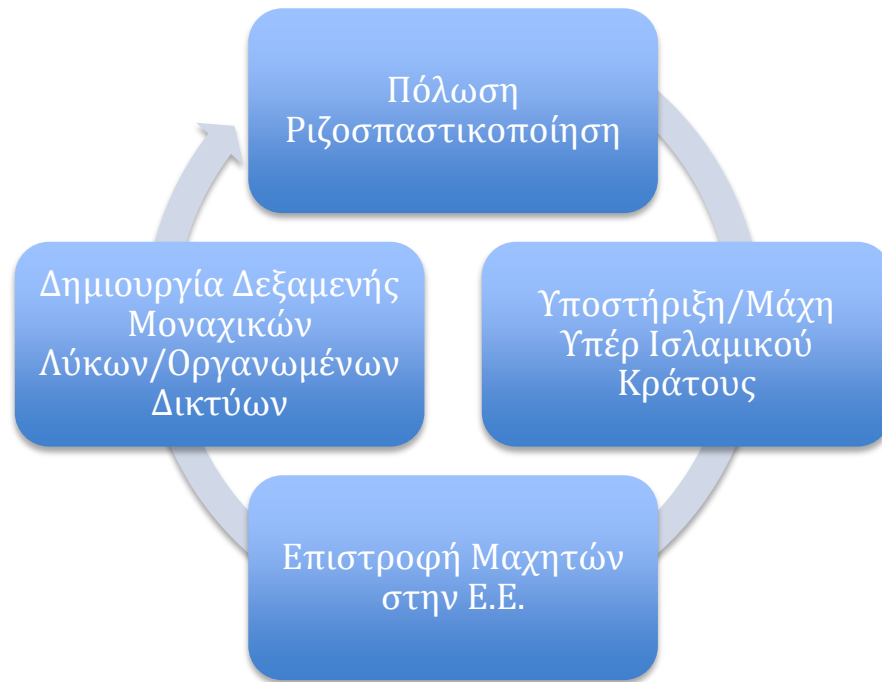 Πόλωση
Ριζοσπαστικοποίηση
Υποστήριξη/Μάχη
Υπέρ Ισλαμικού
Κράτους
Επιστροφή Μαχητών
στην Ε.Ε.
Δημιουργία Δεξαμενής
Μοναχικών
Λύκων/Οργανωμένων
Δικτύων